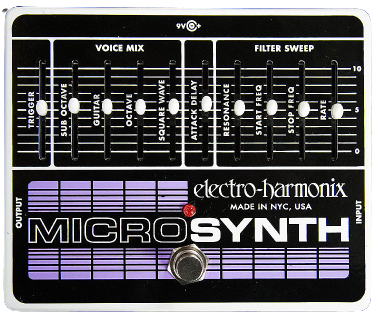 9V +
VOICE MIX
FILTER SWEEP
TRIGGER
SUB OCTAVE
GUITAR
OCTAVE
SQUARE WAVE
ATTACK DELAY
RESONANCE
START FREQ
STOP FREQ
RATE
10
5
0
electro-harmonix
MADE IN NYC, USA
OUTPUT
INPUT
MICROSYNTH